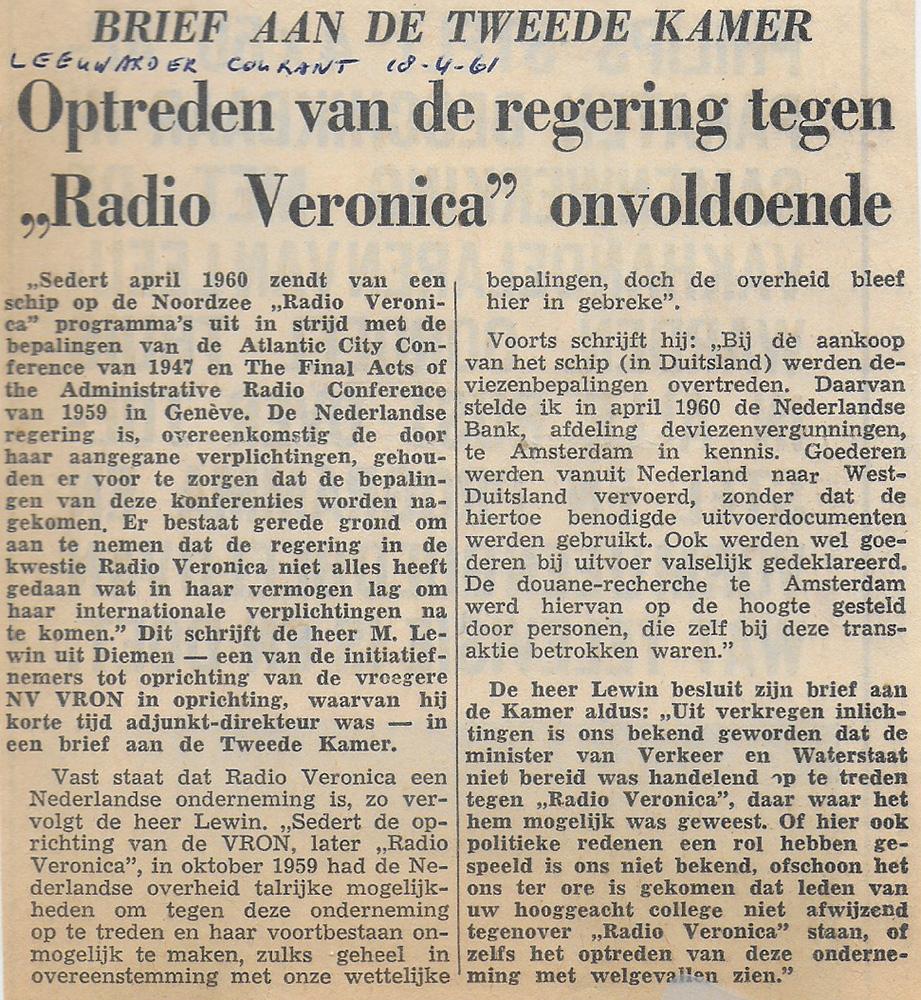 BRIEF AAN DE TWEEDE KAMER
LEEUWARDER COURANT 18-4-61
Optreden van de regering tegen
„Radio Veronica” onvoldoende
„Sedert april 1960 zendt van een
schip op de Noordzee „Radio Veroni-
ca” programma's uit in strijd met de
bepalingen van de Atlantic City Con-
ference van 1947 en The Final Acts of
the Administrative Radio Conference
van 1959 in Genève. De Nederlandse
regering is, overeenkomstig de door
haar aangegane verplichtingen, gehou-
den er voor te zorgen dat de bepalin-
gen van deze konferenties worden na-
gekomen. Er bestaat gerede grond om
aan te nemen dat de regering in de
kwestie Radio Veronica niet alles heeft
gedaan wat in haar vermogen lag om
haar internationale verplichtingen na
te komen.” Dit schrijft de heer M. Le-
win uit Diemen — een van de initiatief-
nemers tot oprichting van de vroegere
NV VRON in oprichting, waarvan hij
korte tijd adjunkt-direkteur was — in
een brief aan de Tweede Kamer.
Vast staat dat Radio Veronica een
Nederlandse onderneming is, zo ver-
volgt de heer Lewin. „Sedert de op-
richting van de VRON, later „Radio
Veronica”, in oktober 1959 had de Ne-
derlandse overheid talrijke mogelijk-
heden om tegen deze onderneming
op te treden en haar voortbestaan on-
mogelijk te maken, zulks geheel in
overeenstemming met onze wettelijke
bepalingen, doch de overheid bleef
hier in gebreke”.
Voorts schrijft hij: „Bij de aankoop
van het schip (in Duitsland) werden de-
viezenbepalingen overtreden. Daarvan
stelde ik in april 1960 de Nederlandse
Bank, afdeling deviezenvergunningen,
te Amsterdam in kennis. Goederen
werden vanuit Nederland naar West-
Duitsland vervoerd, zonder dat de
hiertoe benodigde uitvoerdocumenten
werden gebruikt. Ook werden wel goe-
deren bij uitvoer valselijk gedeklareerd.
De douane-recherche te Amsterdam
werd hiervan op de hoogte gesteld
door personen, die zelf bij deze trans-
aktie betrokken waren.”
De heer Lewin besluit zijn brief aan
de Kamer aldus: „Uit verkregen inlich-
tingen is ons bekend geworden dat de
minister van Verkeer en Waterstaat
niet bereid was handelend op te treden
tegen „Radio Veronica”, daar waar het
hem mogelijk was geweest. Of hier ook
politieke redenen een rol hebben ge-
speeld is ons niet bekend, ofschoon het
ons ter ore is gekomen dat leden van
uw hooggeacht college niet afwijzend
tegenover „Radio Veronica” staan, of
zelfs het optreden van deze onderne-
ming met welgevallen zien.”